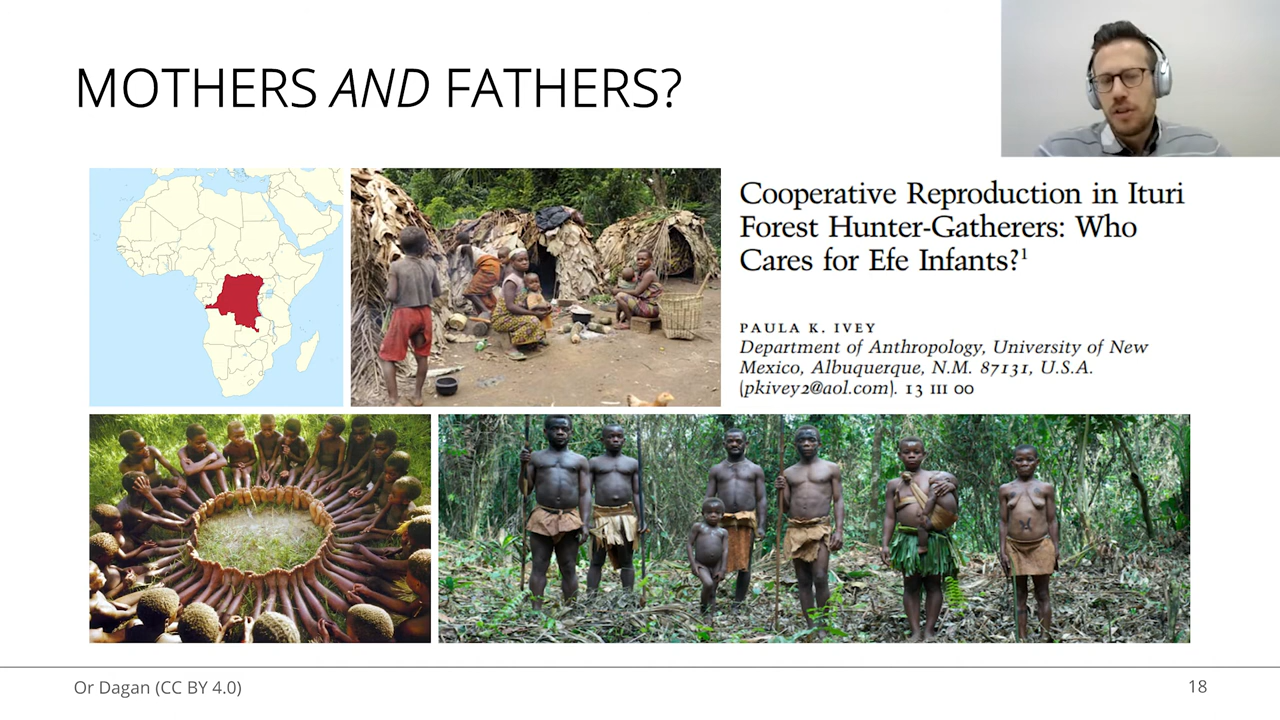 MOTHERS AND FATHERS?
Cooperative Reproduction in Ituri
Forest Hunter-Gatherers: Who
Cares for Efe Infants?¹
PAULA K. IVEY
Department of Anthropology, University of New
Mexico, Albuquerque, N.M. 87131, U.S.A.
(pkivey2@aol.com). 13 III 00
Or Dagan (CC BY 4.0)
18